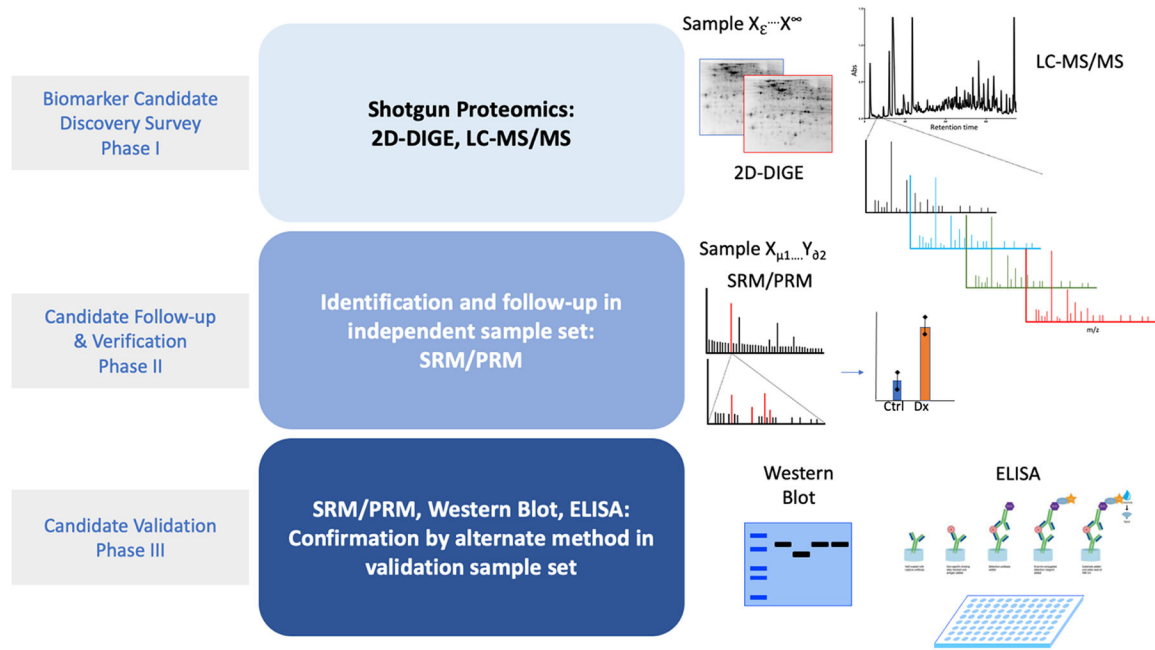 Biomarker Candidate
Discovery Survey
Phase I
Shotgun Proteomics:
2D-DIGE, LC-MS/MS
Sample Xε....X∞
2D-DIGE
Abs
Retention time
LC-MS/MS
m/z
Candidate Follow-up
& Verification
Phase II
Identification and follow-up in
independent sample set:
SRM/PRM
Sample Xμ1....Y∂2
SRM/PRM
Ctrl Dx
Candidate Validation
Phase III
SRM/PRM, Western Blot, ELISA:
Confirmation by alternate method in
validation sample set
Western
Blot
ELISA